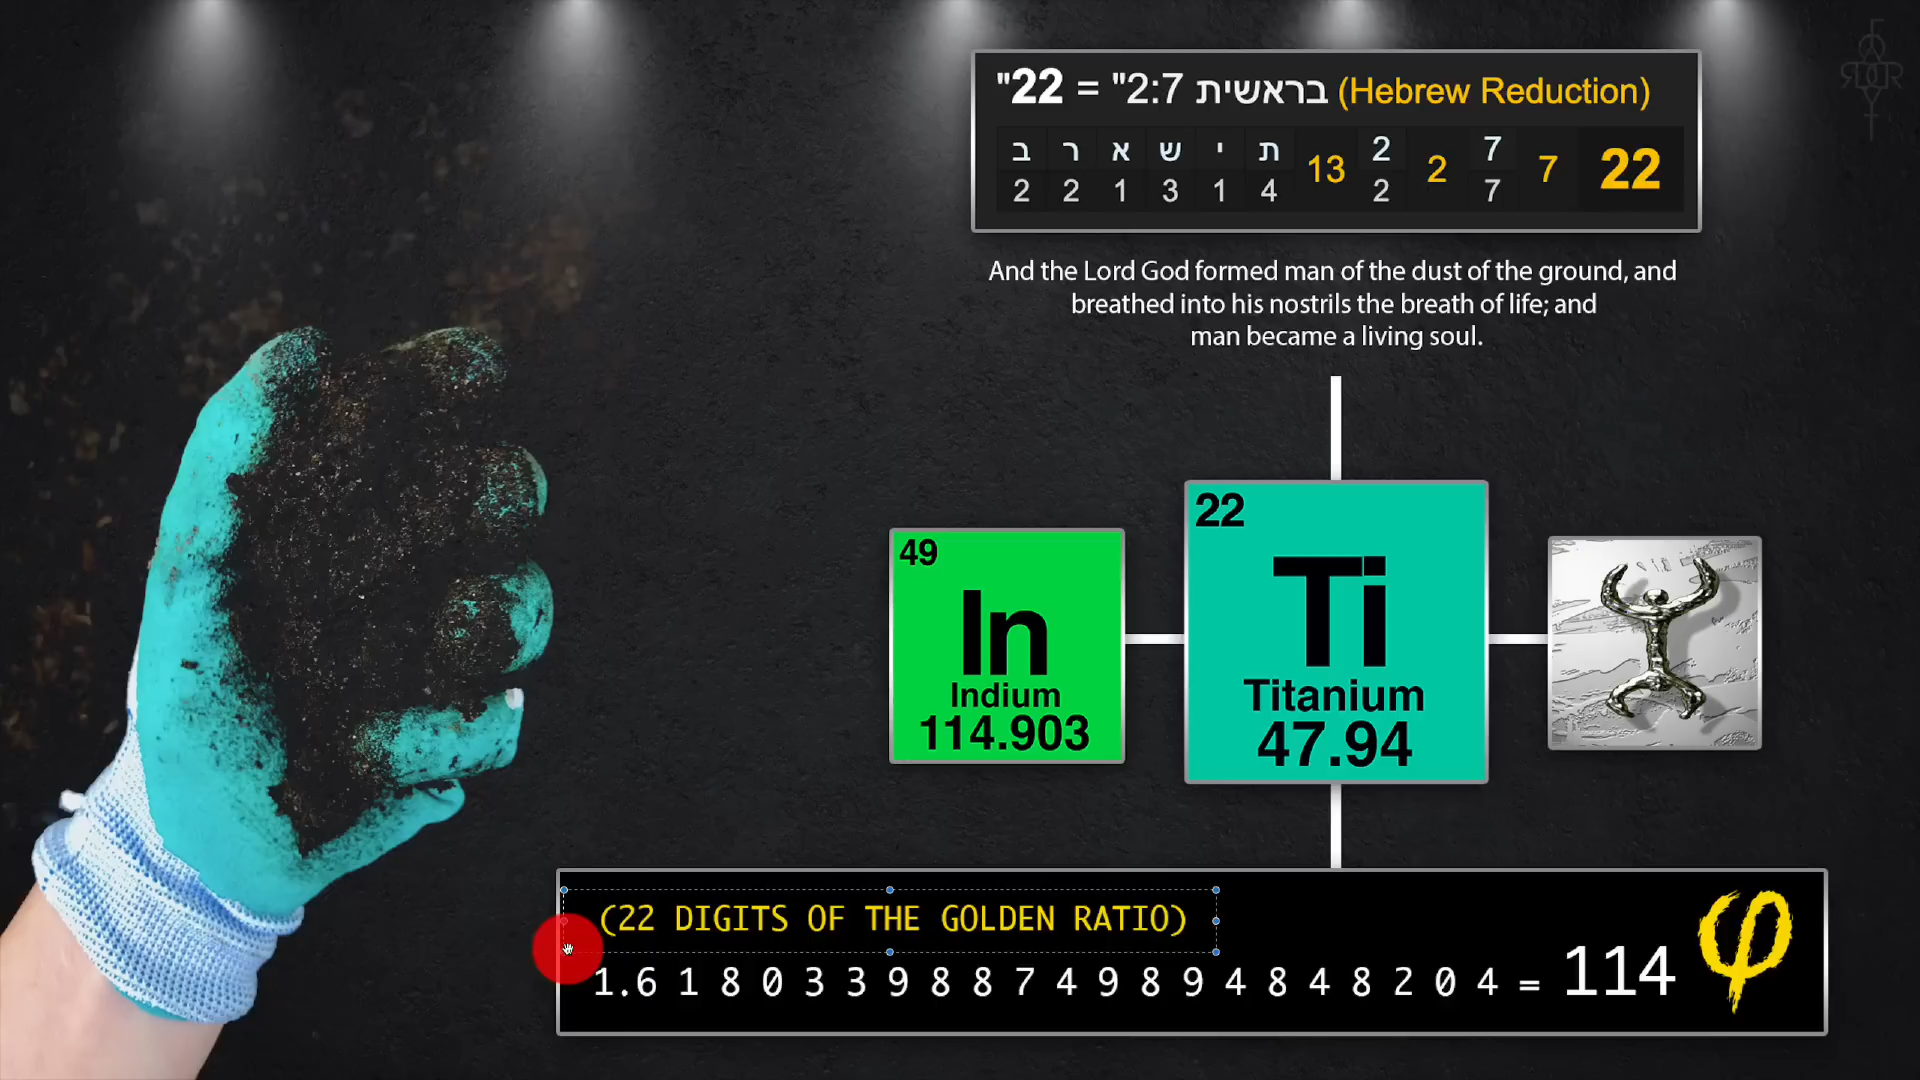 "22 = "2:7 בראשית (Hebrew Reduction)
ב ר א ש י ת 13 2 2 7 7 22
2 2 1 3 1 4 2 7
And the Lord God formed man of the dust of the ground, and
breathed into his nostrils the breath of life; and
man became a living soul.
49
In
Indium
114.903
22
Ti
Titanium
47.94
(22 DIGITS OF THE GOLDEN RATIO)
1.6 1 8 0 3 3 9 8 8 7 4 9 8 9 4 8 4 8 2 0 4 = 114 φ